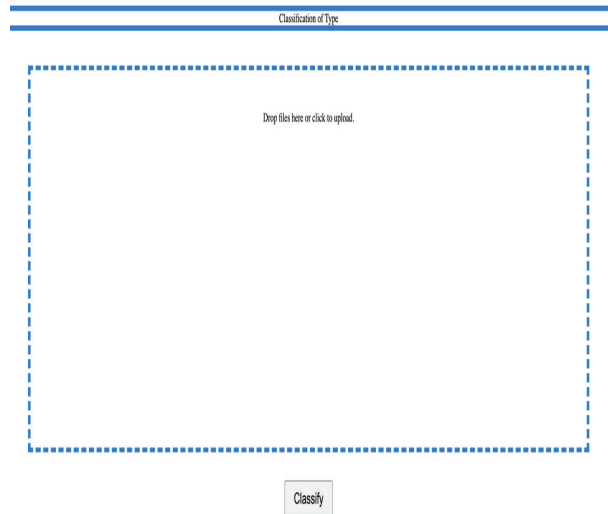 Classification of Type
Drop files here or click to upload.
Classify